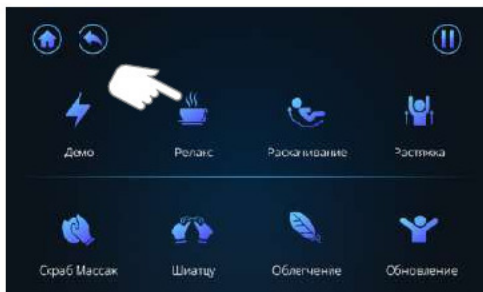 Демо Релакс Раскачивание Растяжка
Скраб Массаж Шиатцу Облегчение Обновление